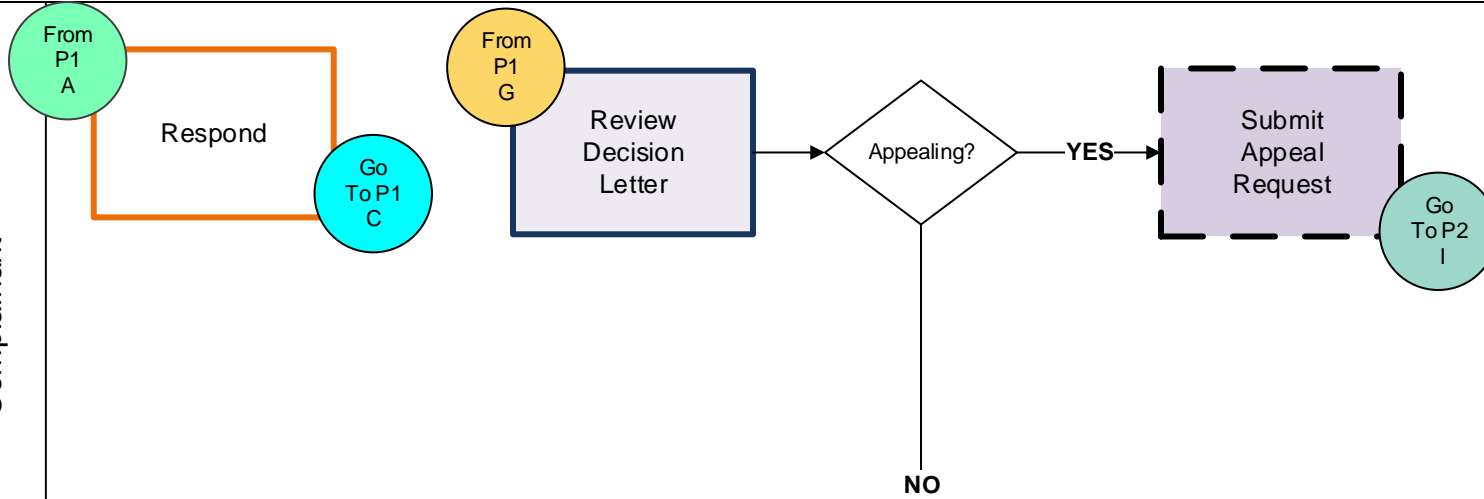 From
P1
A
Respond
Go
To P1
C
From
P1
G
Review
Decision
Letter
Appealing?
YES
Submit
Appeal
Request
Go
To P2
I
NO